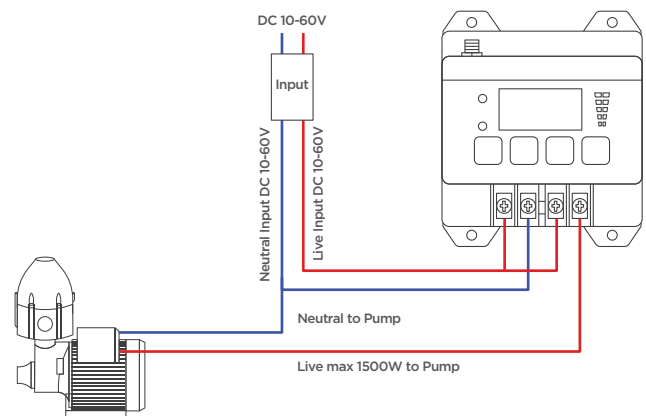 DC 10-60V
Input
Neutral Input DC 10-60V
Live Input DC 10-60V
Neutral to Pump
Live max 1500W to Pump